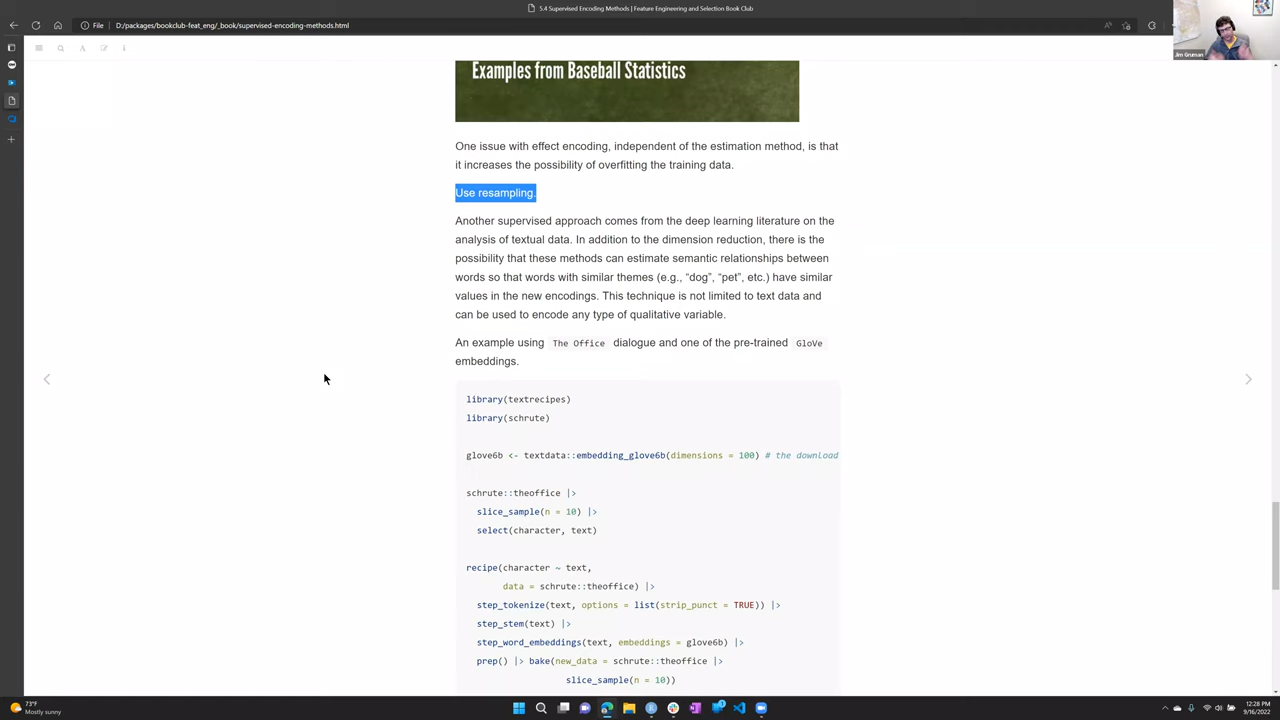 5.4 Supervised Encoding Methods | Feature Engineering and Selection Book Club
File
D:/packages/bookclub-feat_eng/_book/supervised-encoding-methods.html
Jim Gruman
Examples from Baseball Statistics
One issue with effect encoding, independent of the estimation method, is that
it increases the possibility of overfitting the training data.
Use resampling.
Another supervised approach comes from the deep learning literature on the
analysis of textual data. In addition to the dimension reduction, there is the
possibility that these methods can estimate semantic relationships between
words so that words with similar themes (e.g., “dog”, “pet”, etc.) have similar
values in the new encodings. This technique is not limited to text data and
can be used to encode any type of qualitative variable.
An example using The Office dialogue and one of the pre-trained GloVe
embeddings.
library(textrecipes)
library(schrute)
glove6b <- textdata::embedding_glove6b(dimensions = 100) # the download
schrute::theoffice |>
slice_sample(n = 10) |>
select(character, text)
recipe(character ~ text,
data = schrute::theoffice) |>
step_tokenize(text, options = list(strip_punct = TRUE)) |>
step_stem(text) |>
step_word_embeddings(text, embeddings = glove6b) |>
prep() |> bake(new_data = schrute::theoffice |>
slice_sample(n = 10))
73°F
Mostly sunny
12:28 PM
9/16/2022